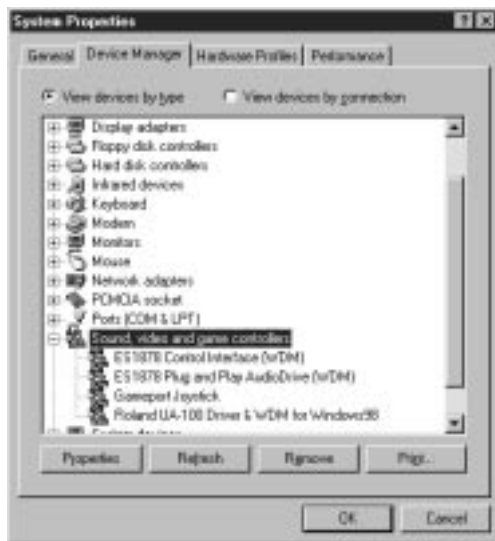 System Properties
General Device Manager Hardware Profiles Performance
View devices by type View devices by connection
Display adapters
Floppy disk controllers
Hard disk controllers
Infrared devices
Keyboard
Modem
Monitors
Mouse
Network adapters
PCMCIA socket
Ports (COM & LPT)
Sound, video and game controllers
ES1878 Control Interface (WDM)
ES1878 Plug and Play AudioDrive (WDM)
Gameport Joystick
Roland UA-100 Driver & WDM for Windows98
Properties Refresh Remove Print...
OK Cancel